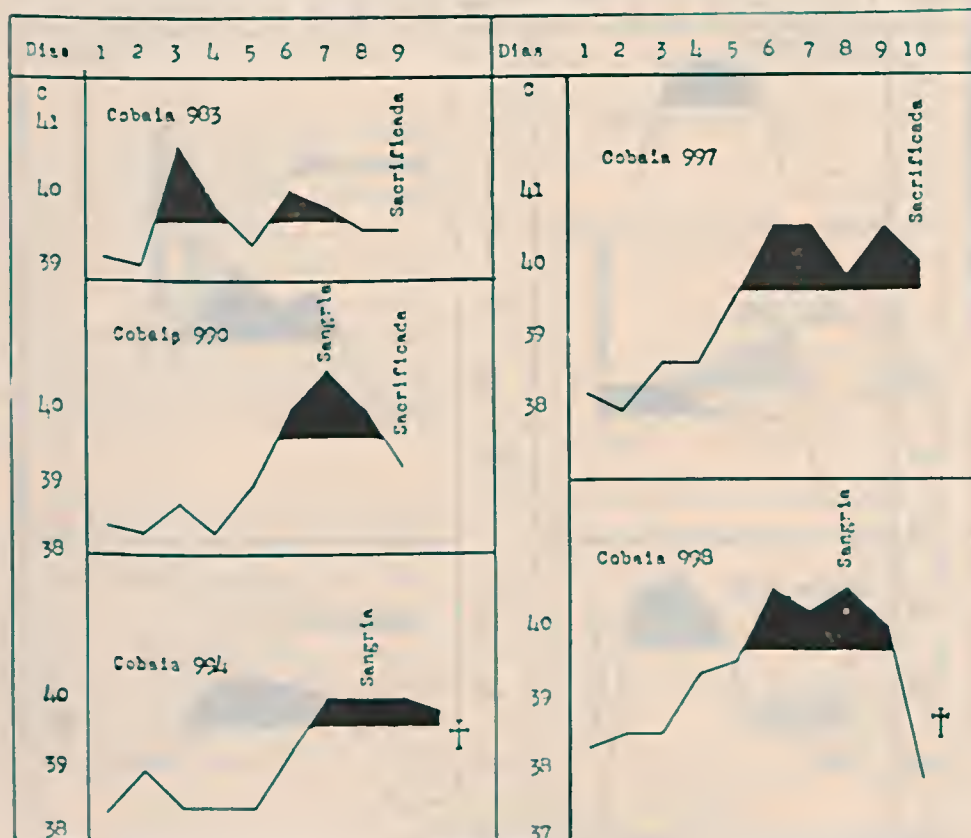 Dias 1 2 3 4 5 6 7 8 9
C
41
40
39
Cobaia 983
Sacrificada
Cobaia 990
Sangria
Sacrificada
40
39
38
Cobaia 994
Sangria
40
39
38
Dias 1 2 3 4 5 6 7 8 9 10
C
Cobaia 997
Sacrificada
41
40
39
38
Cobaia 998
Sangria
40
39
38
37